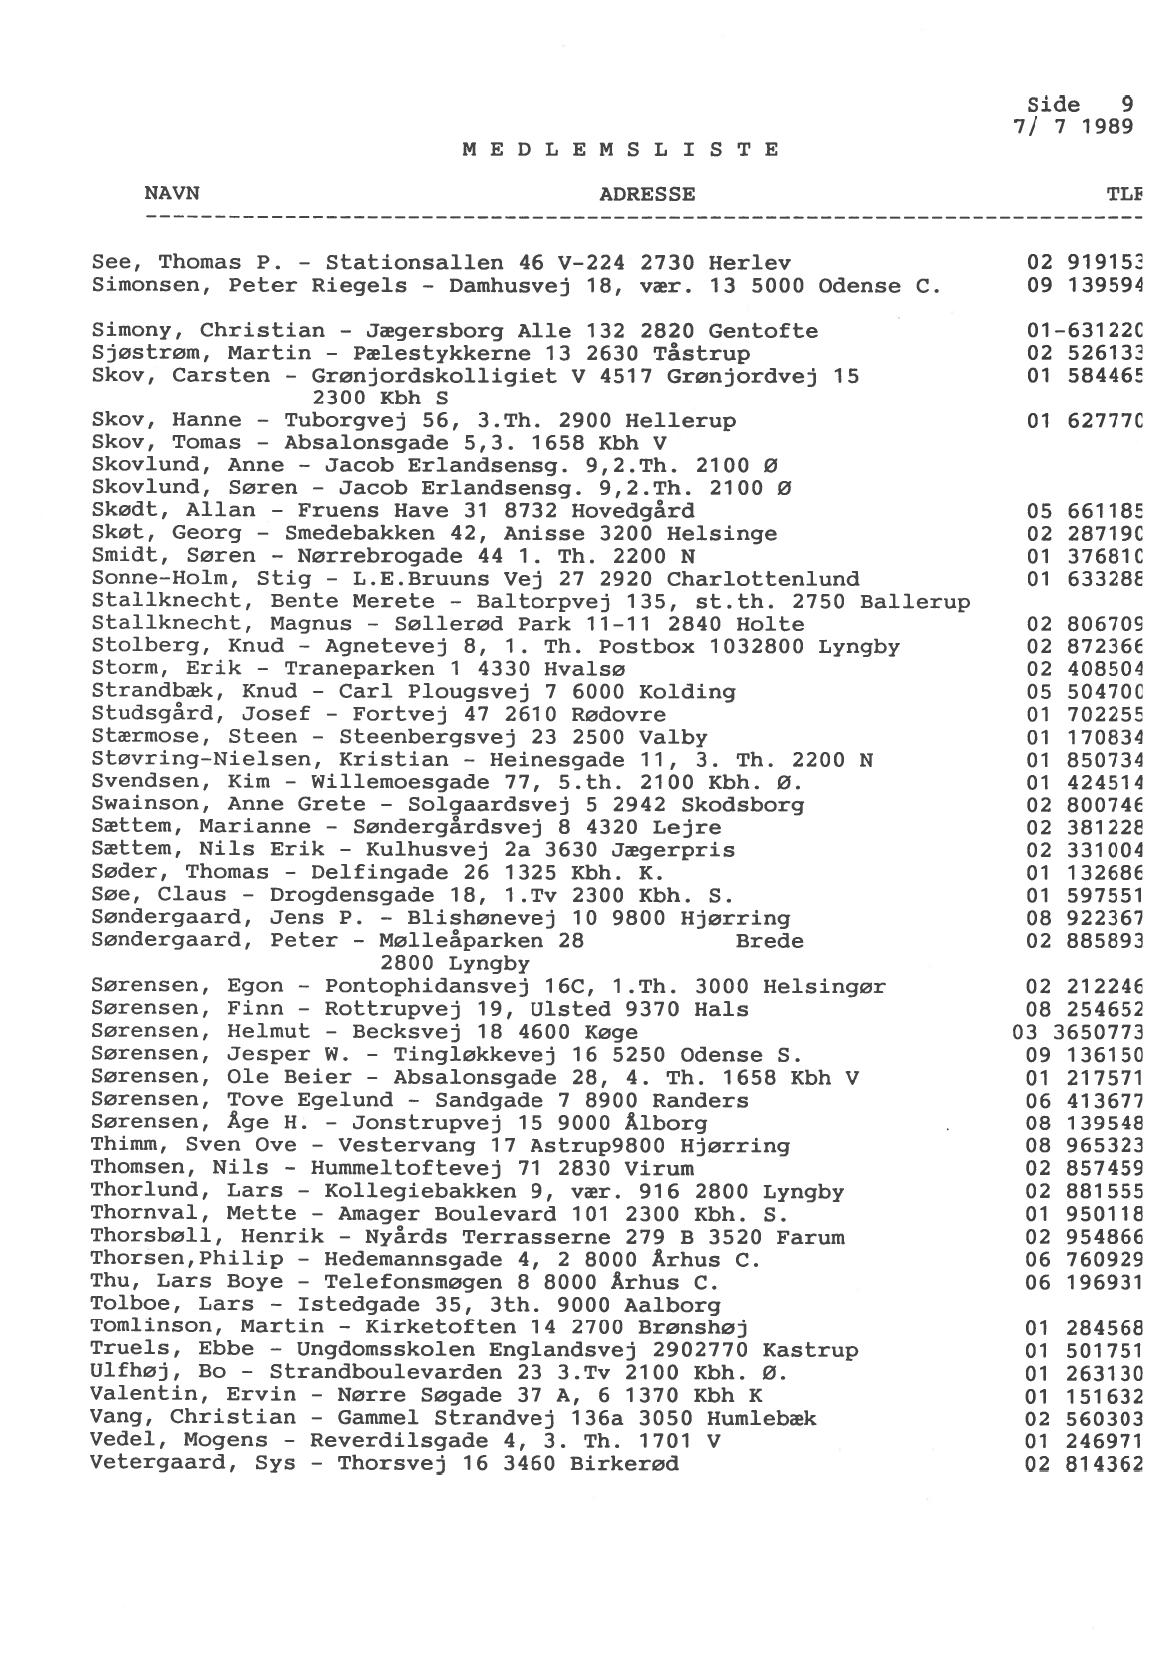 Side 9
7/ 7 1989
M E D L E M S L I S T E
NAVN ADRESSE TLF
--------------------------------------------------------------------------
See, Thomas P. - Stationsallen 46 V-224 2730 Herlev 02 919153
Simonsen, Peter Riegels - Damhusvej 18, vær. 13 5000 Odense C. 09 139594
Simony, Christian - Jægersborg Alle 132 2820 Gentofte 01-631220
Sjøstrøm, Martin - Pælestykkerne 13 2630 Tåstrup 02 526133
Skov, Carsten - Grønjordskolligiet V 4517 Grønjordvej 15 01 584465
2300 Kbh S
Skov, Hanne - Tuborgvej 56, 3.Th. 2900 Hellerup 01 627770
Skov, Tomas - Absalonsgade 5,3. 1658 Kbh V
Skovlund, Anne - Jacob Erlandsensg. 9,2.Th. 2100 Ø
Skovlund, Søren - Jacob Erlandsensg. 9,2.Th. 2100 Ø
Skødt, Allan - Fruens Have 31 8732 Hovedgård 05 661185
Skøt, Georg - Smedebakken 42, Anisse 3200 Helsinge 02 287190
Smidt, Søren - Nørrebrogade 44 1. Th. 2200 N 01 376810
Sonne-Holm, Stig - L.E.Bruuns Vej 27 2920 Charlottenlund 01 633288
Stallknecht, Bente Merete - Baltorpvej 135, st.th. 2750 Ballerup
Stallknecht, Magnus - Søllerød Park 11-11 2840 Holte 02 806709
Stolberg, Knud - Agnetevej 8, 1. Th. Postbox 1032800 Lyngby 02 872366
Storm, Erik - Traneparken 1 4330 Hvalsø 02 408504
Strandbæk, Knud - Carl Plougsvej 7 6000 Kolding 05 504700
Studsgård, Josef - Fortvej 47 2610 Rødovre 01 702255
Stærmose, Steen - Steenbergsvej 23 2500 Valby 01 170834
Støvring-Nielsen, Kristian - Heinesgade 11, 3. Th. 2200 N 01 850734
Svendsen, Kim - Willemoesgade 77, 5.th. 2100 Kbh. Ø. 01 424514
Swainson, Anne Grete - Solgaardsvej 5 2942 Skodsborg 02 800746
Sættem, Marianne - Søndergårdsvej 8 4320 Lejre 02 381228
Sættem, Nils Erik - Kulhusvej 2a 3630 Jægerpris 02 331004
Søder, Thomas - Delfingade 26 1325 Kbh. K. 01 132686
Søe, Claus - Drogdensgade 18, 1.Tv 2300 Kbh. S. 01 597551
Søndergaard, Jens P. - Blishønevej 10 9800 Hjørring 08 922367
Søndergaard, Peter - Mølleåparken 28 Brede 02 885893
2800 Lyngby
Sørensen, Egon - Pontophidansvej 16C, 1.Th. 3000 Helsingør 02 212246
Sørensen, Finn - Rottrupvej 19, Ulsted 9370 Hals 08 254652
Sørensen, Helmut - Becksvej 18 4600 Køge 03 3650773
Sørensen, Jesper W. - Tingløkkevej 16 5250 Odense S. 09 136150
Sørensen, Ole Beier - Absalonsgade 28, 4. Th. 1658 Kbh V 01 217571
Sørensen, Tove Egelund - Sandgade 7 8900 Randers 06 413677
Sørensen, Åge H. - Jonstrupvej 15 9000 Ålborg 08 139548
Thimm, Sven Ove - Vestervang 17 Astrup9800 Hjørring 08 965323
Thomsen, Nils - Hummeltoftevej 71 2830 Virum 02 857459
Thorlund, Lars - Kollegiebakken 9, vær. 916 2800 Lyngby 02 881555
Thornval, Mette - Amager Boulevard 101 2300 Kbh. S. 01 950118
Thorsbøll, Henrik - Nyårds Terrasserne 279 B 3520 Farum 02 954866
Thorsen,Philip - Hedemannsgade 4, 2 8000 Århus C. 06 760929
Thu, Lars Boye - Telefonsmøgen 8 8000 Århus C. 06 196931
Tolboe, Lars - Istedgade 35, 3th. 9000 Aalborg
Tomlinson, Martin - Kirketoften 14 2700 Brønshøj 01 284568
Truels, Ebbe - Ungdomsskolen Englandsvej 2902770 Kastrup 01 501751
Ulfhøj, Bo - Strandboulevarden 23 3.Tv 2100 Kbh. Ø. 01 263130
Valentin, Ervin - Nørre Søgade 37 A, 6 1370 Kbh K 01 151632
Vang, Christian - Gammel Strandvej 136a 3050 Humlebæk 02 560303
Vedel, Mogens - Reverdilsgade 4, 3. Th. 1701 V 01 246971
Vetergaard, Sys - Thorsvej 16 3460 Birkerød 02 814362